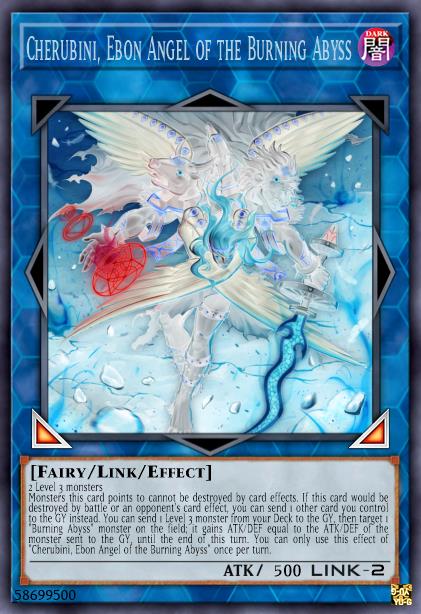 Cherubini, Ebon Angel of the Burning Abyss
DARK
闇
[Fairy/Link/Effect]
2 Level 3 monsters
Monsters this card points to cannot be destroyed by card effects. If this card would be
destroyed by battle or an opponent's card effect, you can send 1 other card you control
to the GY instead. You can send 1 Level 3 monster from your Deck to the GY, then target 1
"Burning Abyss" monster on the field; it gains ATK/DEF equal to the ATK/DEF of the
monster sent to the GY, until the end of this turn. You can only use this effect of
"Cherubini, Ebon Angel of the Burning Abyss" once per turn.
ATK/ 500 LINK-2
58699500